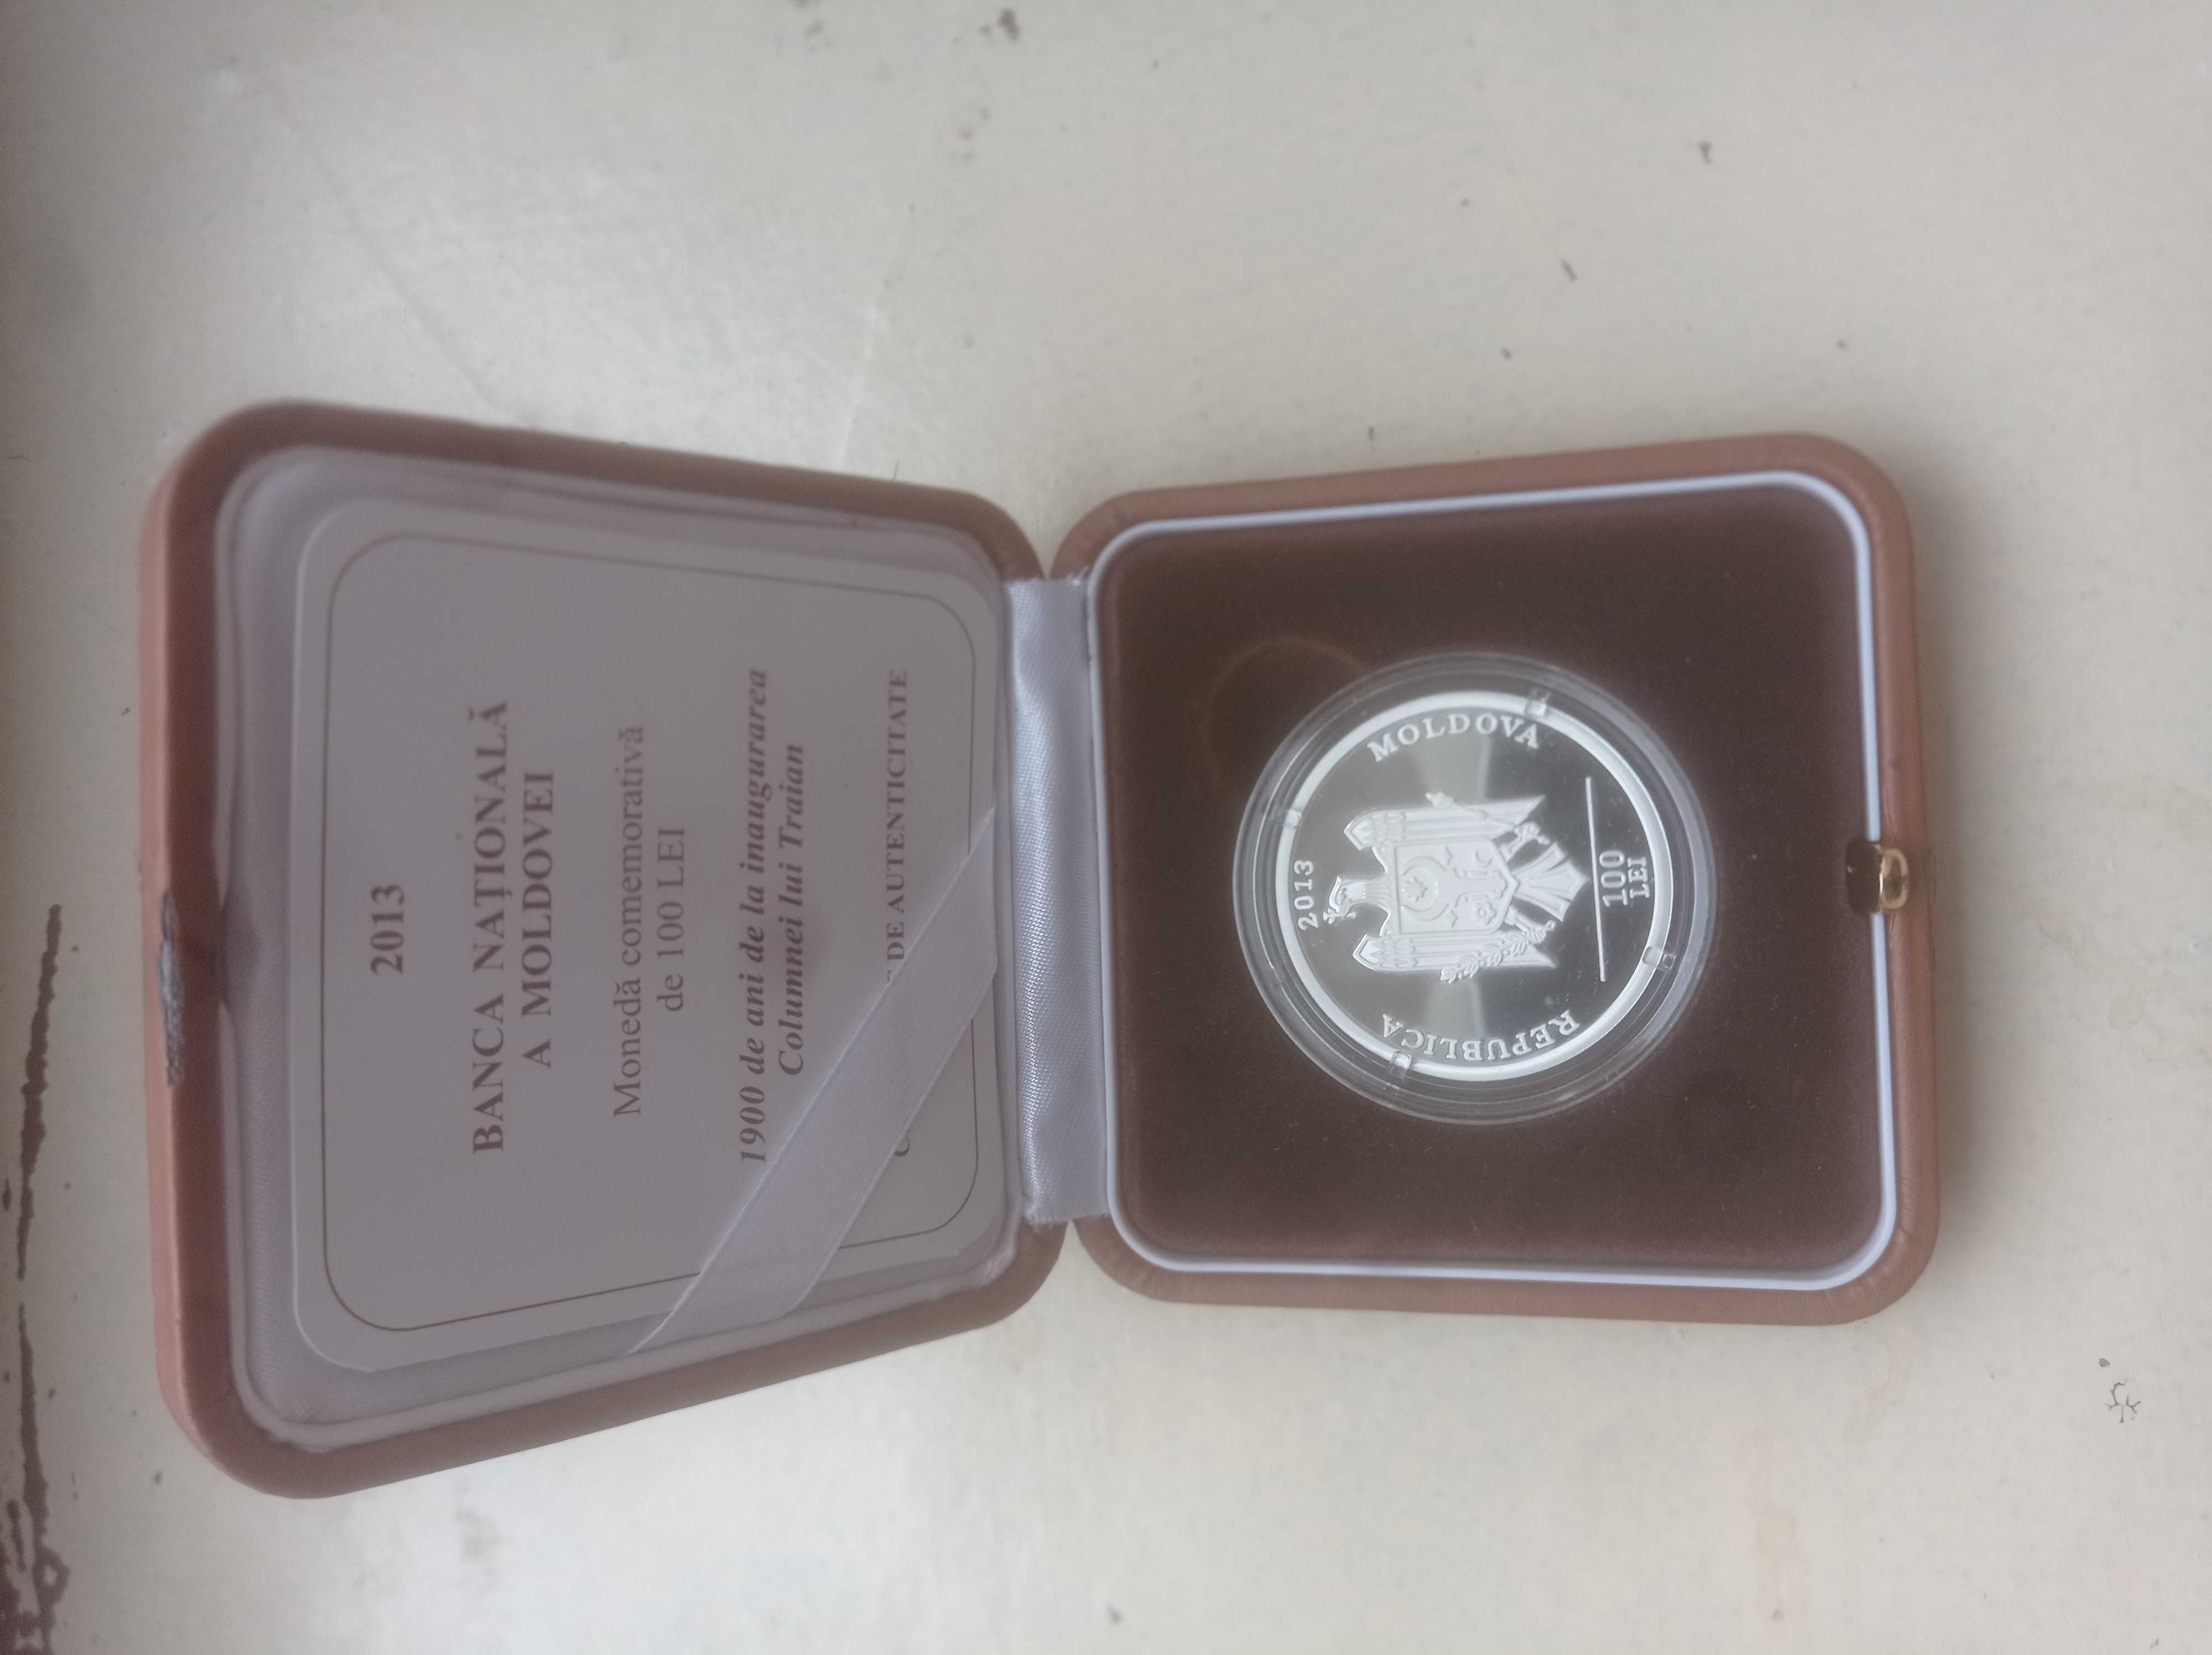 2013
BANCA NAȚIONALĂ
A MOLDOVEI
Monedă comemorativă
de 100 LEI
1900 de ani de la inaugurarea
Columnei lui Traian
DE AUTENTICITATE
2013
REPUBLICA MOLDOVA
100
LEI